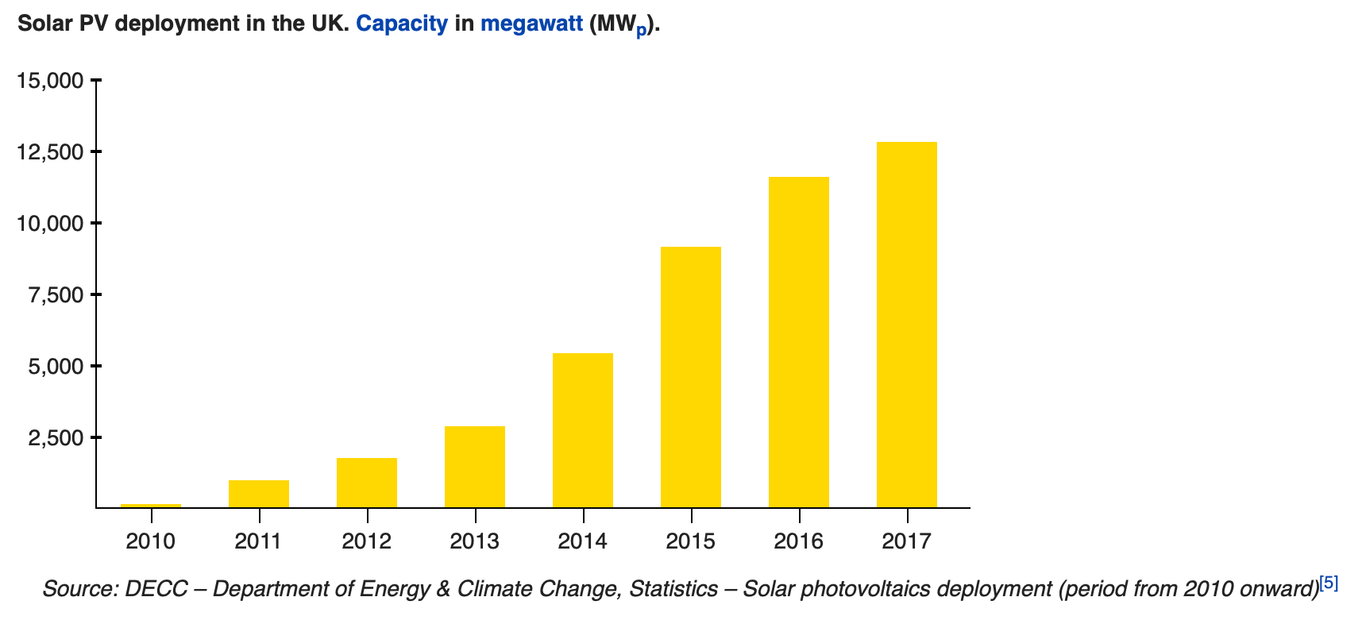 Solar PV deployment in the UK. Capacity in megawatt (MWp).
15,000
12,500
10,000
7,500
5,000
2,500
2010 2011 2012 2013 2014 2015 2016 2017
Source: DECC – Department of Energy & Climate Change, Statistics – Solar photovoltaics deployment (period from 2010 onward)[5]